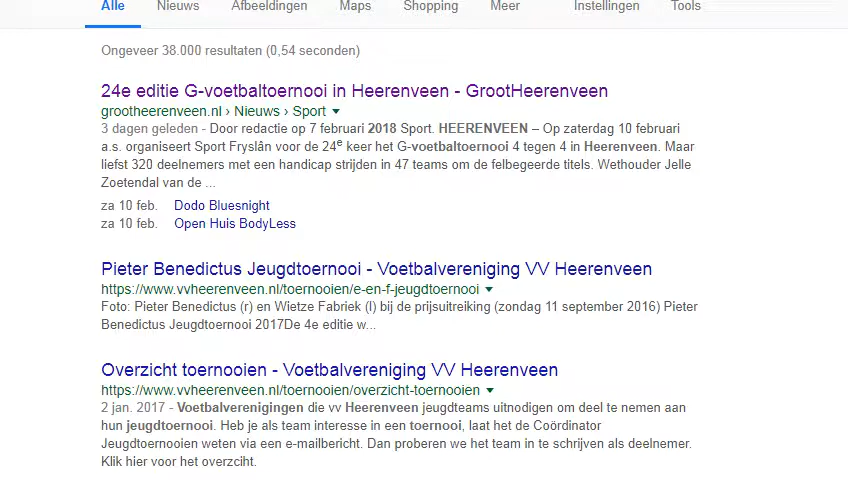 Alle Nieuws Afbeeldingen Maps Shopping Meer Instellingen Tools
Ongeveer 38.000 resultaten (0,54 seconden)
24e editie G-voetbaltoernooi in Heerenveen - GrootHeerenveen
grootheerenveen.nl › Nieuws › Sport
3 dagen geleden - Door redactie op 7 februari 2018 Sport. HEERENVEEN – Op zaterdag 10 februari
a.s. organiseert Sport Fryslân voor de 24e keer het G-voetbaltoernooi 4 tegen 4 in Heerenveen. Maar
liefst 320 deelnemers met een handicap strijden in 47 teams om de felbegeerde titels. Wethouder Jelle
Zoetendal van de ...
za 10 feb. Dodo Bluesnight
za 10 feb. Open Huis BodyLess
Pieter Benedictus Jeugdtoernooi - Voetbalvereniging VV Heerenveen
https://www.vvheerenveen.nl/toernooien/e-en-f-jeugdtoernooi
Foto: Pieter Benedictus (r) en Wietze Fabriek (l) bij de prijsuitreiking (zondag 11 september 2016) Pieter
Benedictus Jeugdtoernooi 2017De 4e editie w...
Overzicht toernooien - Voetbalvereniging VV Heerenveen
https://www.vvheerenveen.nl/toernooien/overzicht-toernooien
2 jan. 2017 - Voetbalverenigingen die vv Heerenveen jeugdteams uitnodigen om deel te nemen aan
hun jeugdtoernooi. Heb je als team interesse in een toernooi, laat het de Coördinator
Jeugdtoernooien weten via een e-mailbericht. Dan proberen we het team in te schrijven als deelnemer.
Klik hier voor het overzciht.